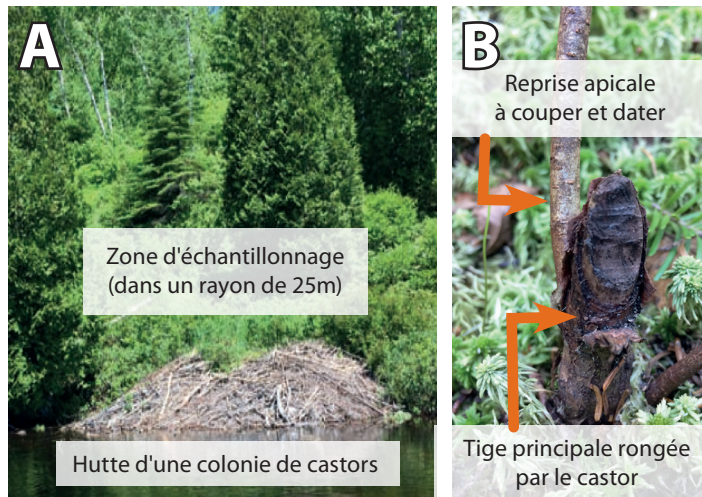 A
Zone d'échantillonnage
(dans un rayon de 25m)
Hutte d'une colonie de castors
B
Reprise apicale
à couper et dater
Tige principale rongée
par le castor